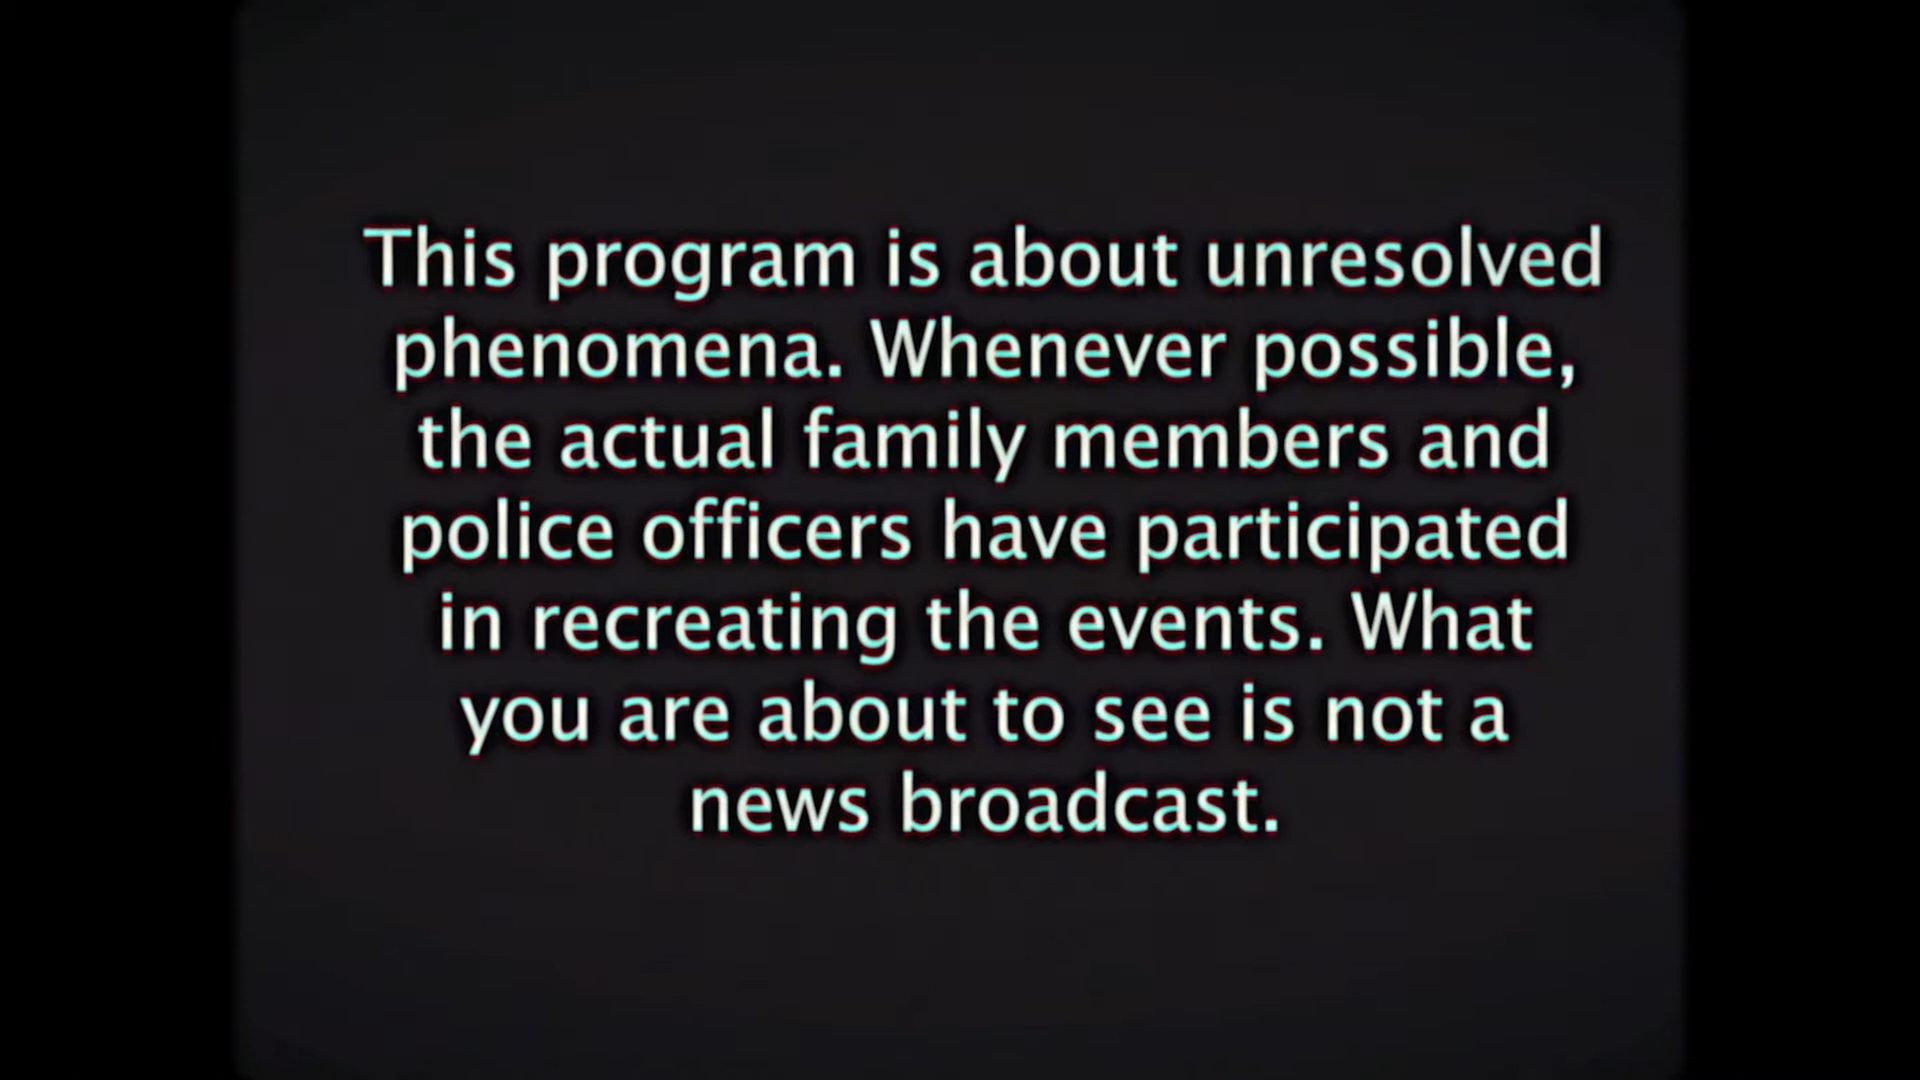 This program is about unresolved
phenomena. Whenever possible,
the actual family members and
police officers have participated
in recreating the events. What
you are about to see is not a
news broadcast.